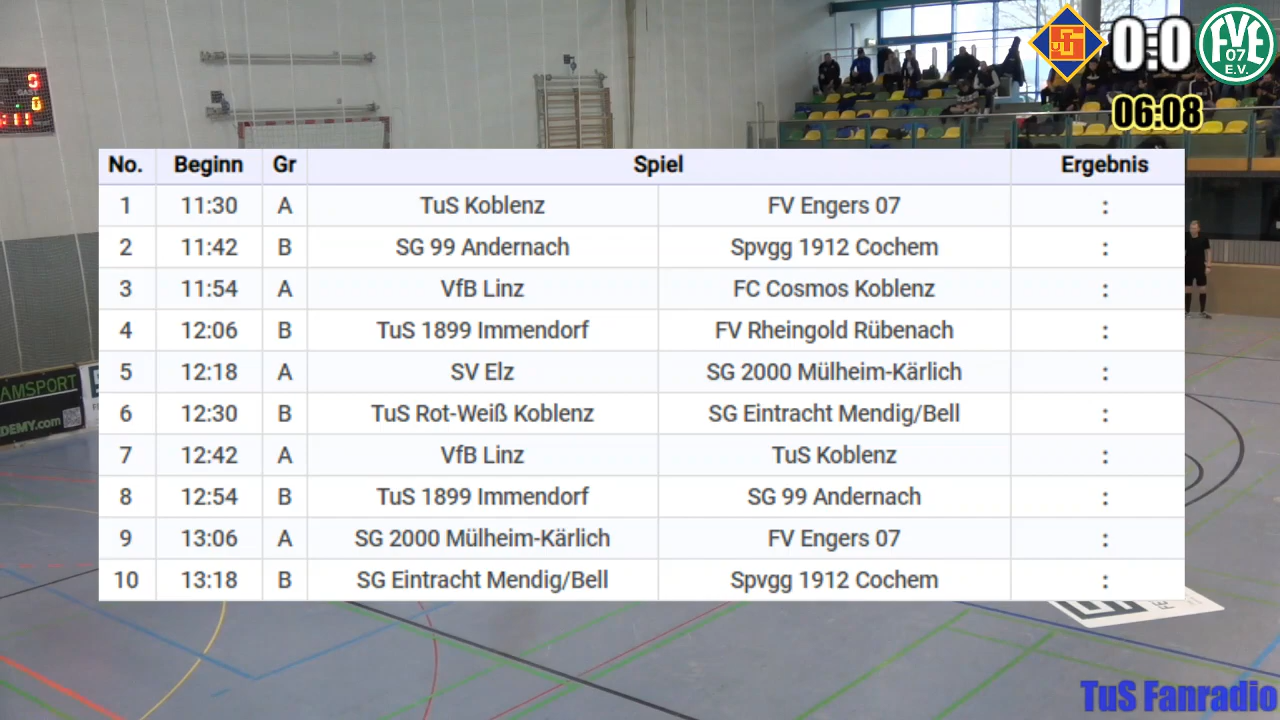 0:0
FVE
07
E.V.
06:08
No. Beginn Gr Spiel Ergebnis
1 11:30 A TuS Koblenz FV Engers 07 :
2 11:42 B SG 99 Andernach Spvgg 1912 Cochem :
3 11:54 A VfB Linz FC Cosmos Koblenz :
4 12:06 B TuS 1899 Immendorf FV Rheingold Rübenach :
5 12:18 A SV Elz SG 2000 Mülheim-Kärlich :
6 12:30 B TuS Rot-Weiß Koblenz SG Eintracht Mendig/Bell :
7 12:42 A VfB Linz TuS Koblenz :
8 12:54 B TuS 1899 Immendorf SG 99 Andernach :
9 13:06 A SG 2000 Mülheim-Kärlich FV Engers 07 :
10 13:18 B SG Eintracht Mendig/Bell Spvgg 1912 Cochem :
AMSPORT
DEMY.com
TuS Fanradio